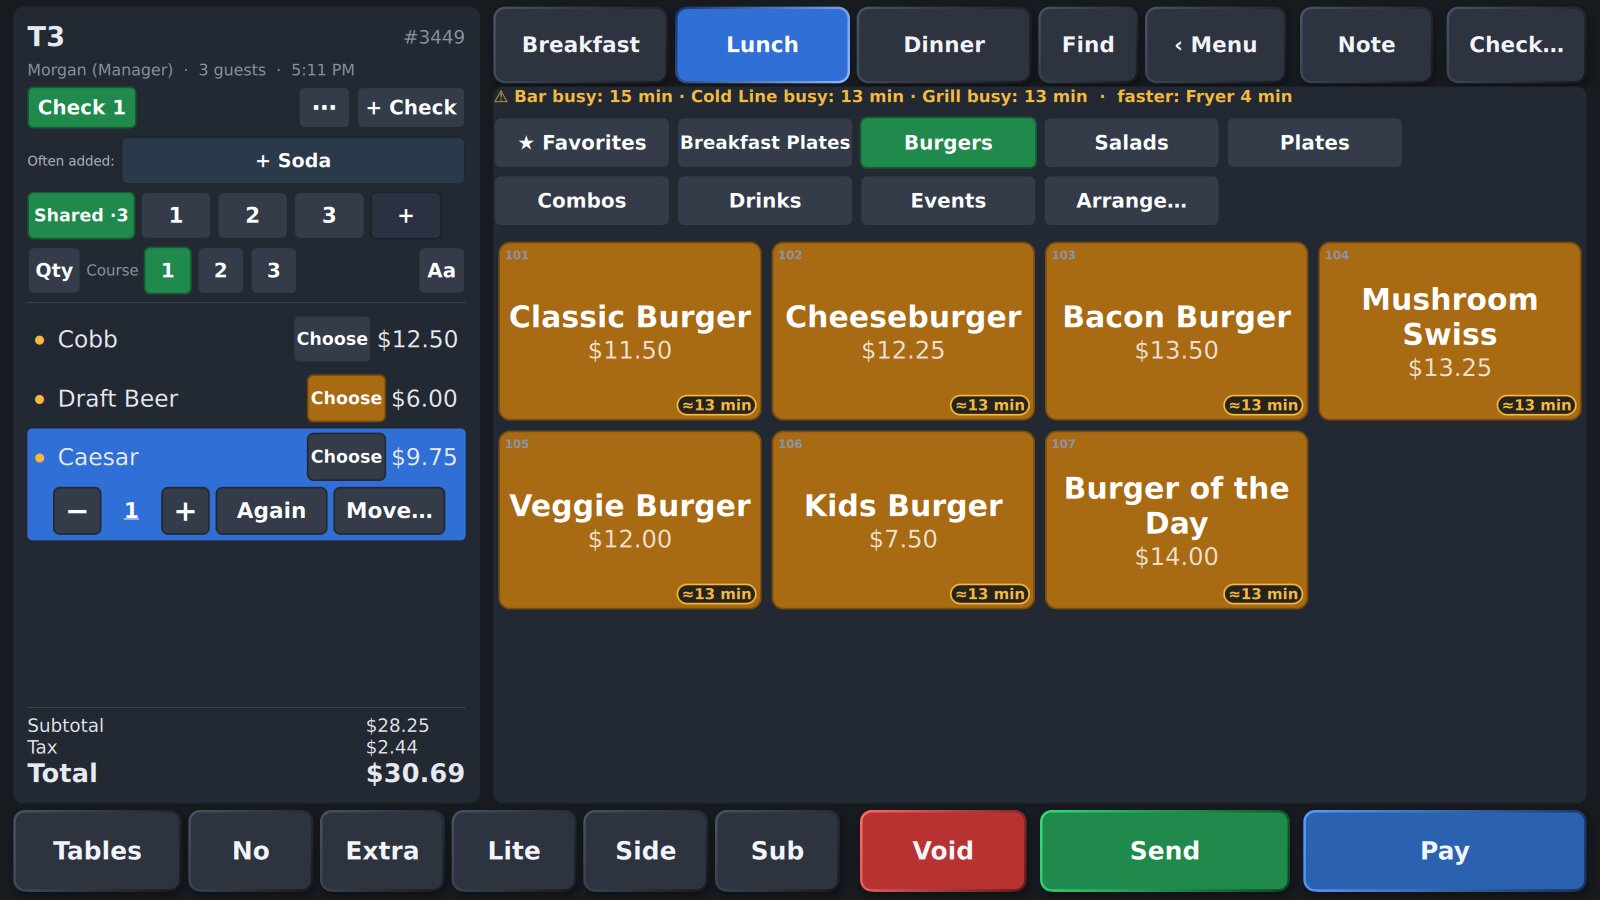 T3
#3449
Morgan (Manager) · 3 guests · 5:11 PM
Check 1
...
+ Check
Often added:
+ Soda
Shared ·3
1
2
3
+
Qty
Course
1
2
3
Aa
Cobb
Choose
$12.50
Draft Beer
Choose
$6.00
Caesar
Choose
$9.75
−
1
+
Again
Move…
Subtotal
$28.25
Tax
$2.44
Total
$30.69
Breakfast
Lunch
Dinner
Find
‹ Menu
Note
Check…
⚠ Bar busy: 15 min · Cold Line busy: 13 min · Grill busy: 13 min · faster: Fryer 4 min
★ Favorites
Breakfast Plates
Burgers
Salads
Plates
Combos
Drinks
Events
Arrange…
101
Classic Burger
$11.50
≈13 min
102
Cheeseburger
$12.25
≈13 min
103
Bacon Burger
$13.50
≈13 min
104
Mushroom
Swiss
$13.25
≈13 min
105
Veggie Burger
$12.00
≈13 min
106
Kids Burger
$7.50
≈13 min
107
Burger of the
Day
$14.00
≈13 min
Tables
No
Extra
Lite
Side
Sub
Void
Send
Pay